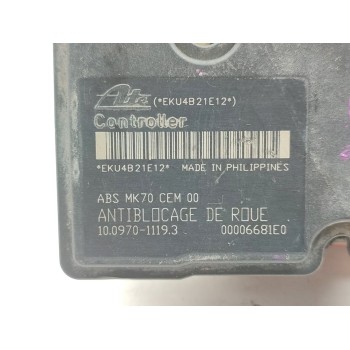 Ate (*EKU4B21E12*)
Controller
*EKU4B21E12* MADE IN PHILIPPINES
ABS MK70 CEM 00
ANTIBLOCAGE DE ROUE
10.0970-1119.3 00006681E0